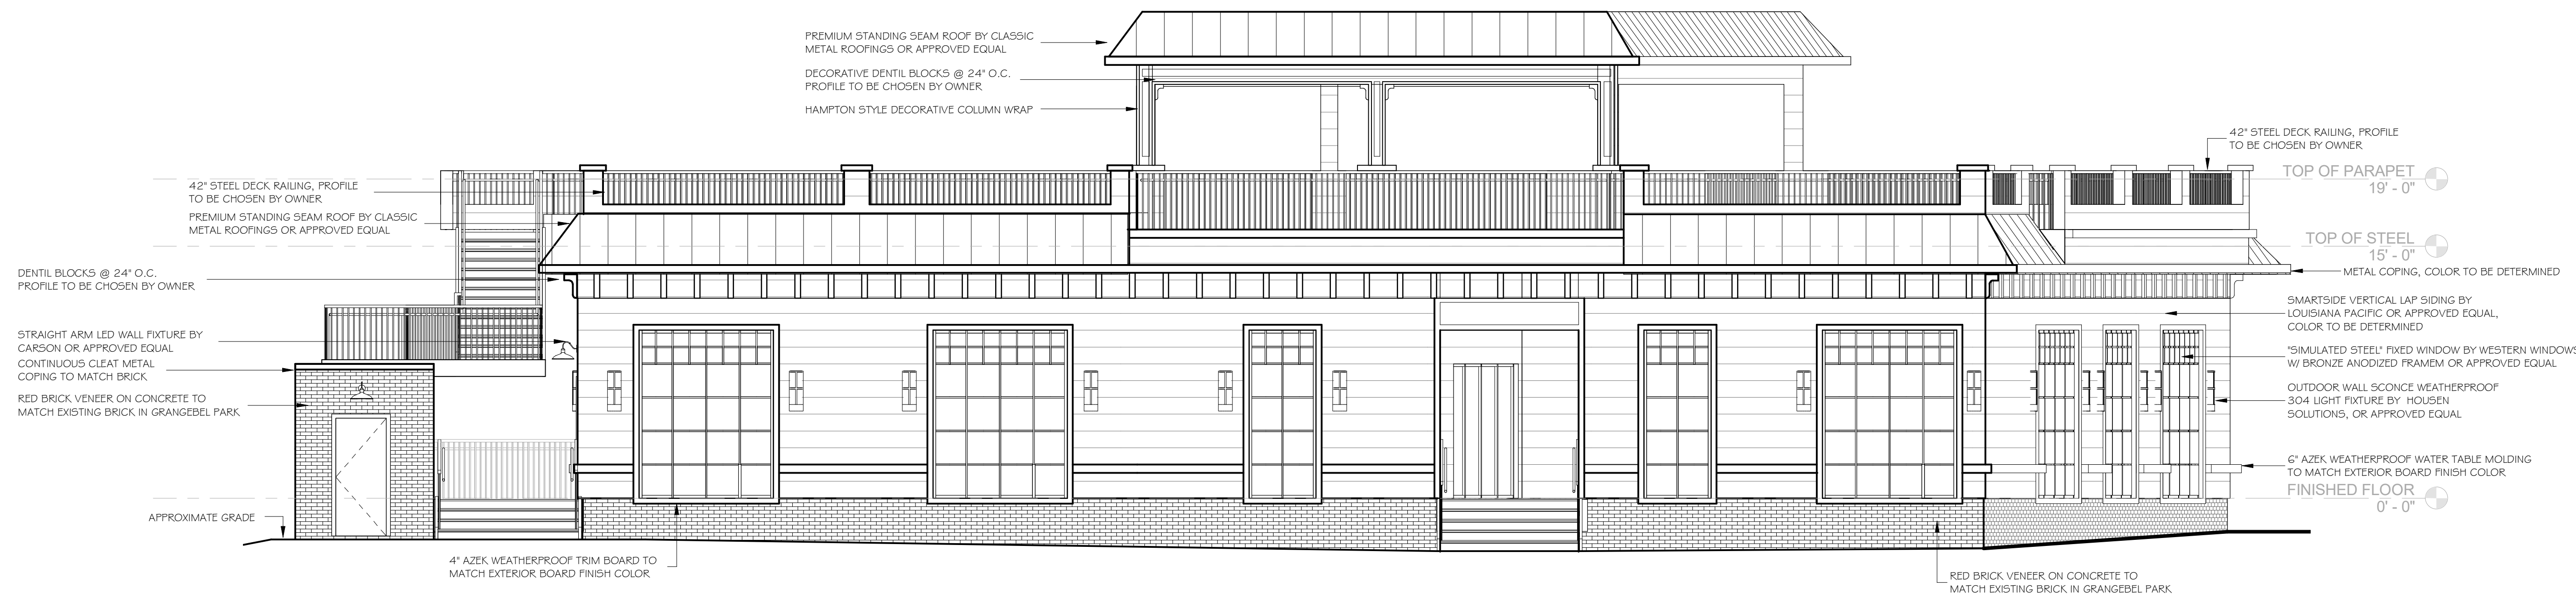 PREMIUM STANDING SEAM ROOF BY CLASSIC
METAL ROOFINGS OR APPROVED EQUAL
DECORATIVE DENTIL BLOCKS @ 24" O.C.
PROFILE TO BE CHOSEN BY OWNER
HAMPTON STYLE DECORATIVE COLUMN WRAP
42" STEEL DECK RAILING, PROFILE
TO BE CHOSEN BY OWNER
PREMIUM STANDING SEAM ROOF BY CLASSIC
METAL ROOFINGS OR APPROVED EQUAL
DENTIL BLOCKS @ 24" O.C.
PROFILE TO BE CHOSEN BY OWNER
STRAIGHT ARM LED WALL FIXTURE BY
CARSON OR APPROVED EQUAL
CONTINUOUS CLEAT METAL
COPING TO MATCH BRICK
RED BRICK VENEER ON CONCRETE TO
MATCH EXISTING BRICK IN GRANGEBEL PARK
APPROXIMATE GRADE
4" AZEK WEATHERPROOF TRIM BOARD TO
MATCH EXTERIOR BOARD FINISH COLOR
42" STEEL DECK RAILING, PROFILE
TO BE CHOSEN BY OWNER
TOP OF PARAPET
19' - 0"
TOP OF STEEL
15' - 0"
METAL COPING, COLOR TO BE DETERMINED
SMARTSIDE VERTICAL LAP SIDING BY
LOUISIANA PACIFIC OR APPROVED EQUAL,
COLOR TO BE DETERMINED
"SIMULATED STEEL" FIXED WINDOW BY WESTERN WINDOWS
W/ BRONZE ANODIZED FRAMEM OR APPROVED EQUAL
OUTDOOR WALL SCONCE WEATHERPROOF
304 LIGHT FIXTURE BY HOUSEN
SOLUTIONS, OR APPROVED EQUAL
6" AZEK WEATHERPROOF WATER TABLE MOLDING
TO MATCH EXTERIOR BOARD FINISH COLOR
FINISHED FLOOR
0' - 0"
RED BRICK VENEER ON CONCRETE TO
MATCH EXISTING BRICK IN GRANGEBEL PARK